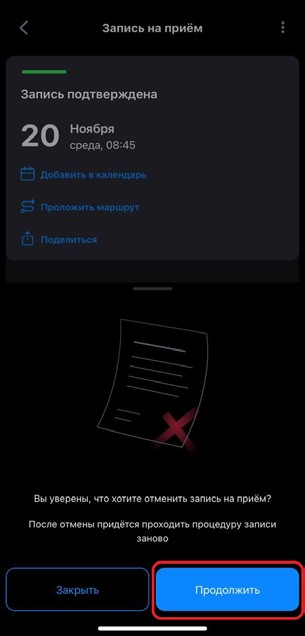 Запись на приём
Запись подтверждена
20
Ноября
среда, 08:45
Добавить в календарь
Проложить маршрут
Поделиться
Вы уверены, что хотите отменить запись на приём?
После отмены придётся проходить процедуру записи
заново
Закрыть
Продолжить